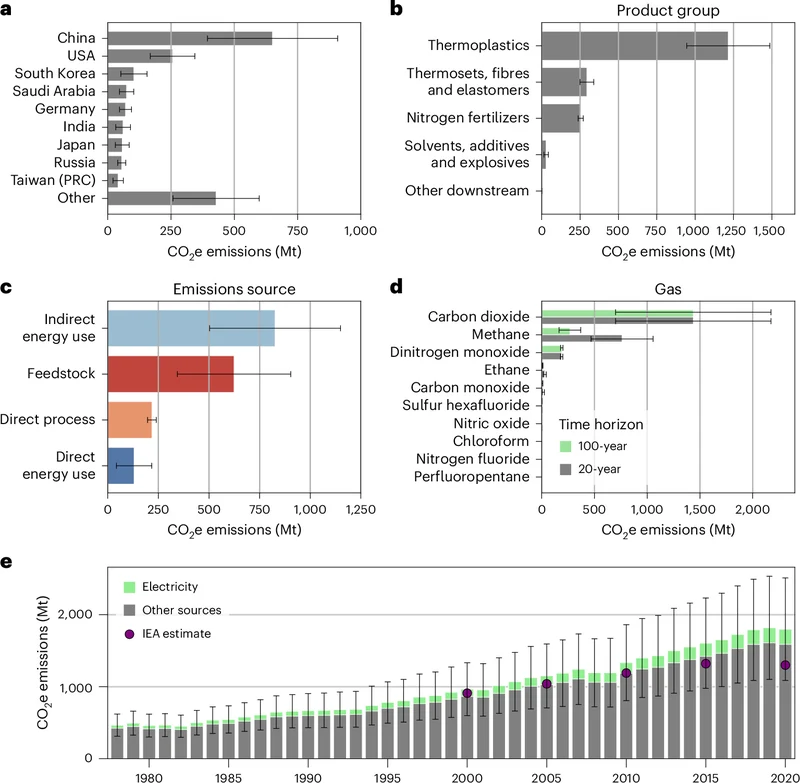 a
China
USA
South Korea
Saudi Arabia
Germany
India
Japan
Russia
Taiwan (PRC)
Other
0 250 500 750 1,000
CO₂e emissions (Mt)
b
Product group
Thermoplastics
Thermosets, fibres
and elastomers
Nitrogen fertilizers
Solvents, additives
and explosives
Other downstream
0 250 500 750 1,000 1,250 1,500
CO₂e emissions (Mt)
c
Emissions source
Indirect
energy use
Feedstock
Direct process
Direct
energy use
0 250 500 750 1,000 1,250
CO₂e emissions (Mt)
d
Gas
Carbon dioxide
Methane
Dinitrogen monoxide
Ethane
Carbon monoxide
Sulfur hexafluoride
Nitric oxide
Chloroform
Nitrogen fluoride
Perfluoropentane
Time horizon
100-year
20-year
0 500 1,000 1,500 2,000
CO₂e emissions (Mt)
e
CO₂e emissions (Mt)
2,000
1,000
0
Electricity
Other sources
IEA estimate
1980 1985 1990 1995 2000 2005 2010 2015 2020